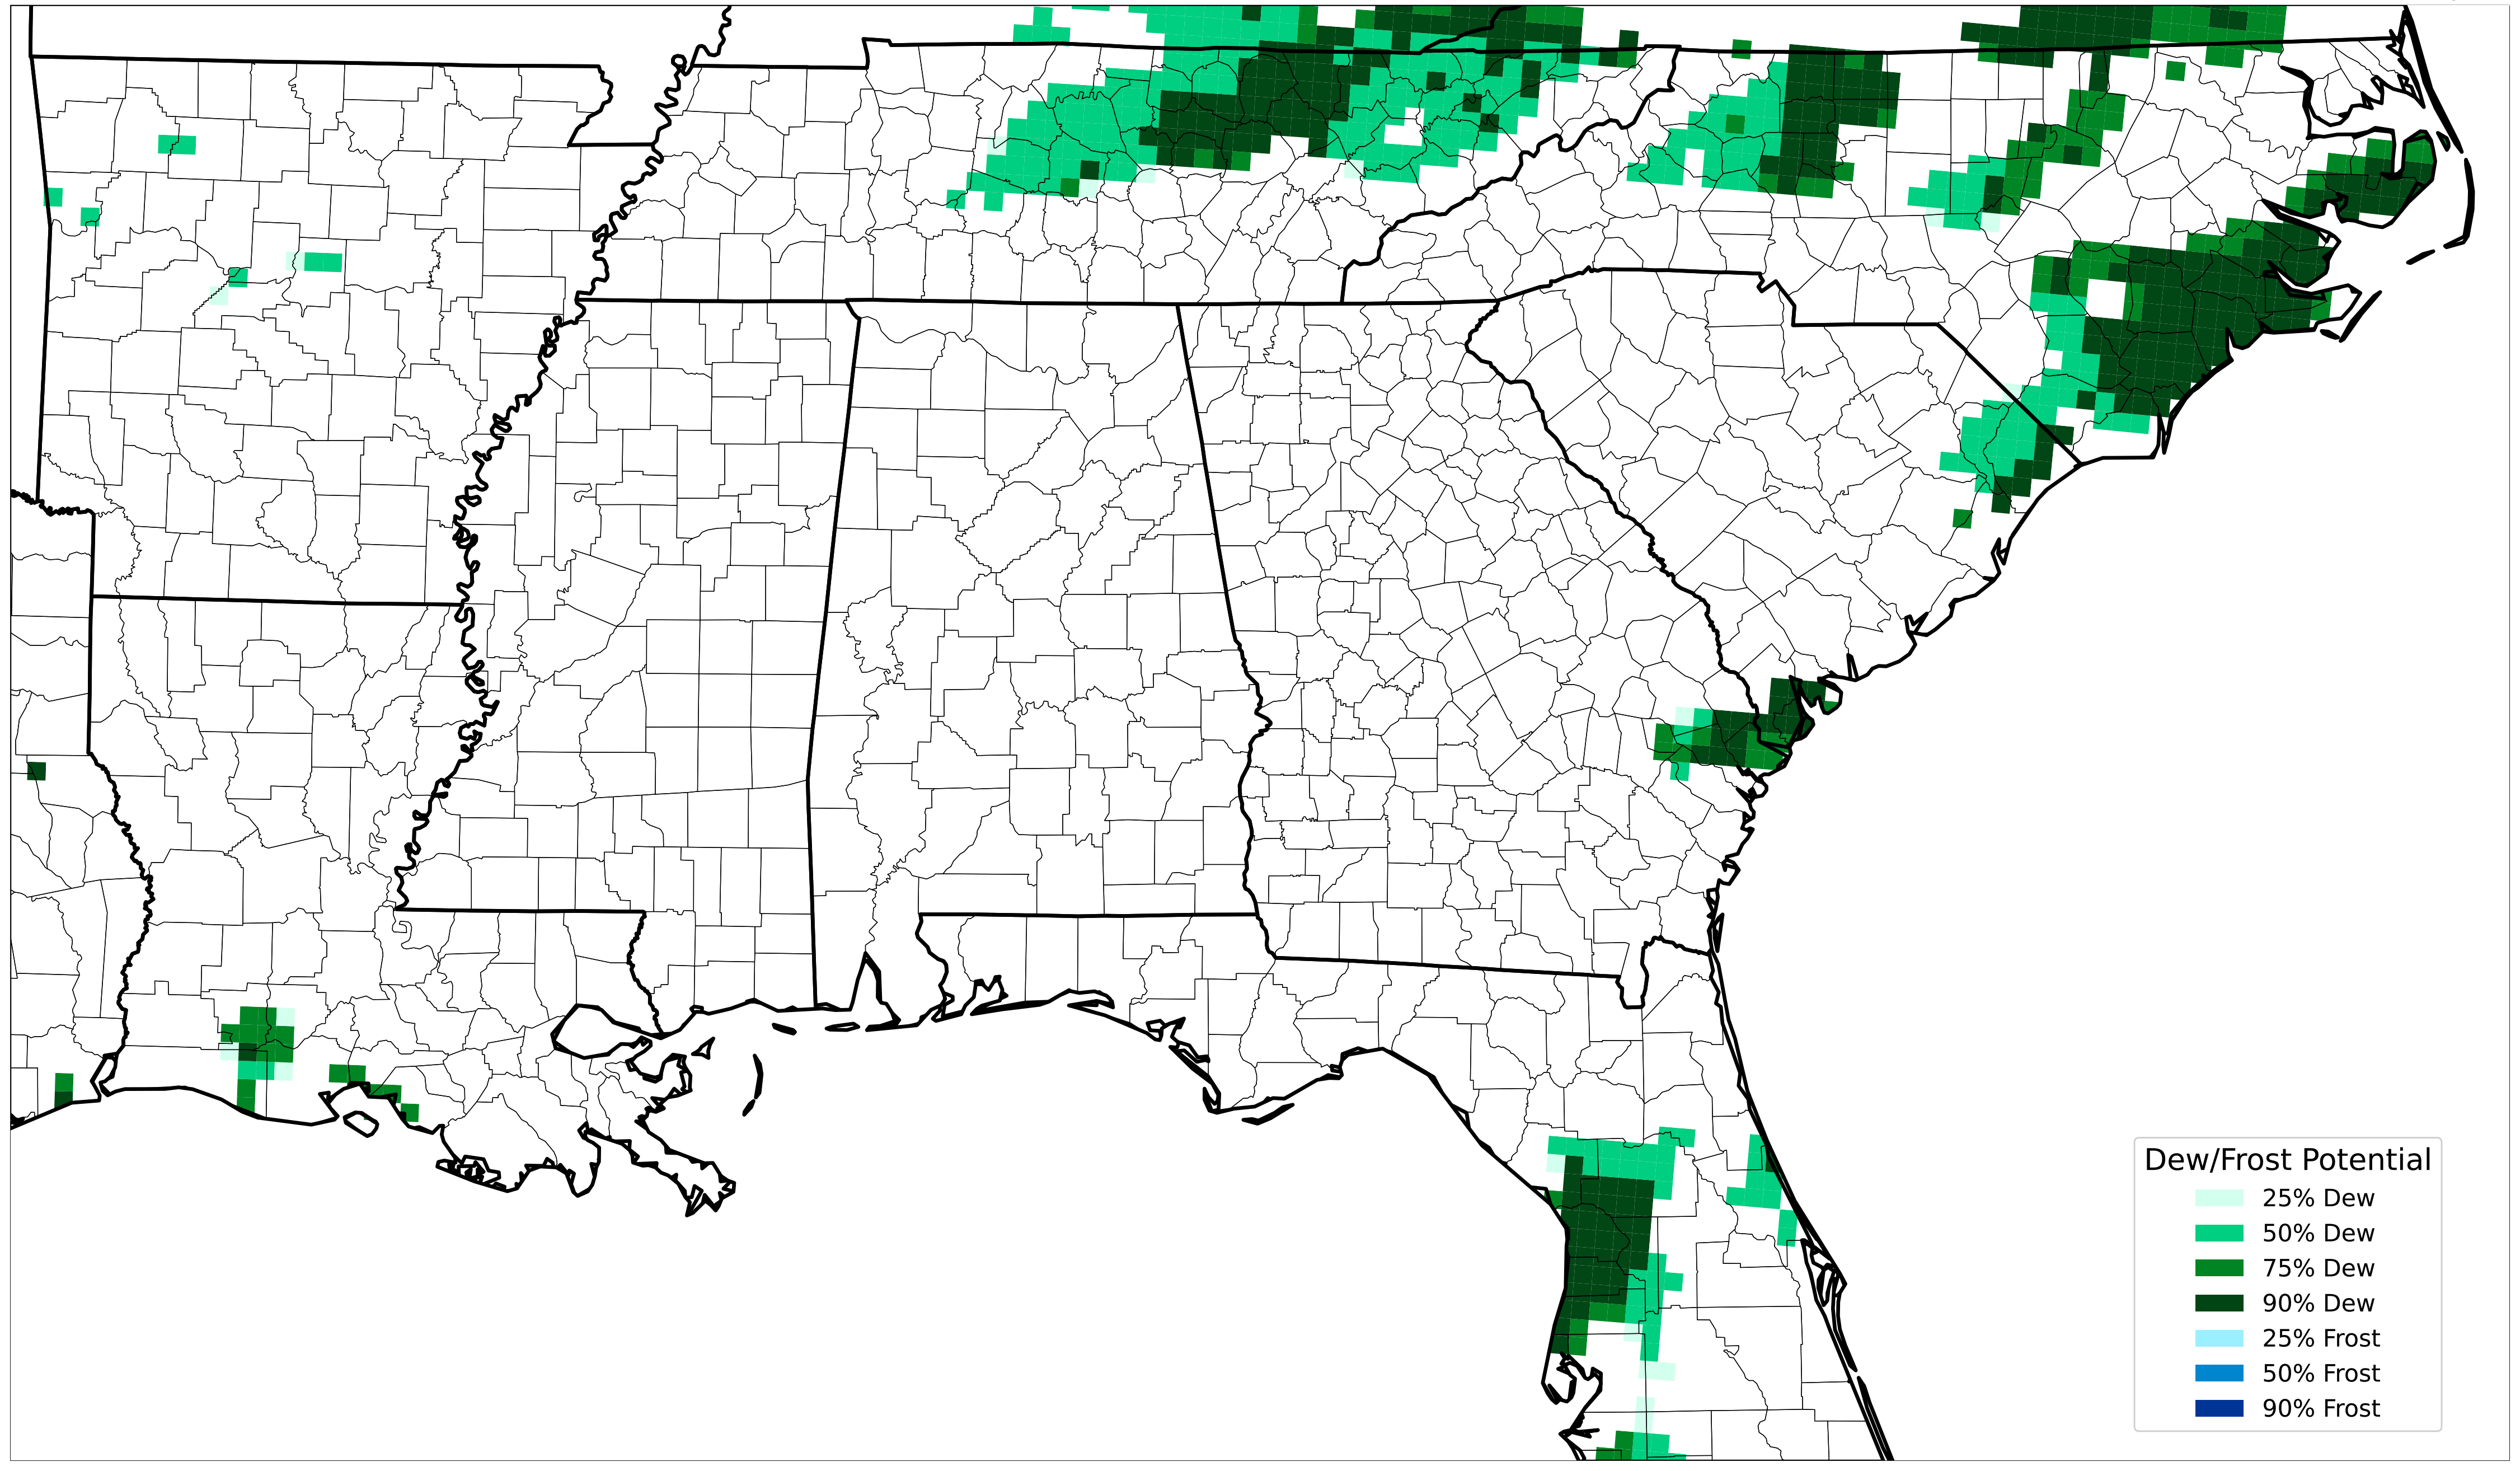 Dew/Frost Potential
25% Dew
50% Dew
75% Dew
90% Dew
25% Frost
50% Frost
90% Frost